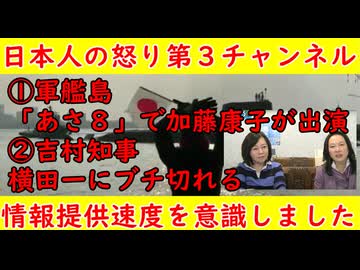 日本人の怒り第３チャンネル
①軍艦島
「あさ８」で加藤康子が出演
②吉村知事
横田一にブチ切れる
情報提供速度を意識しました